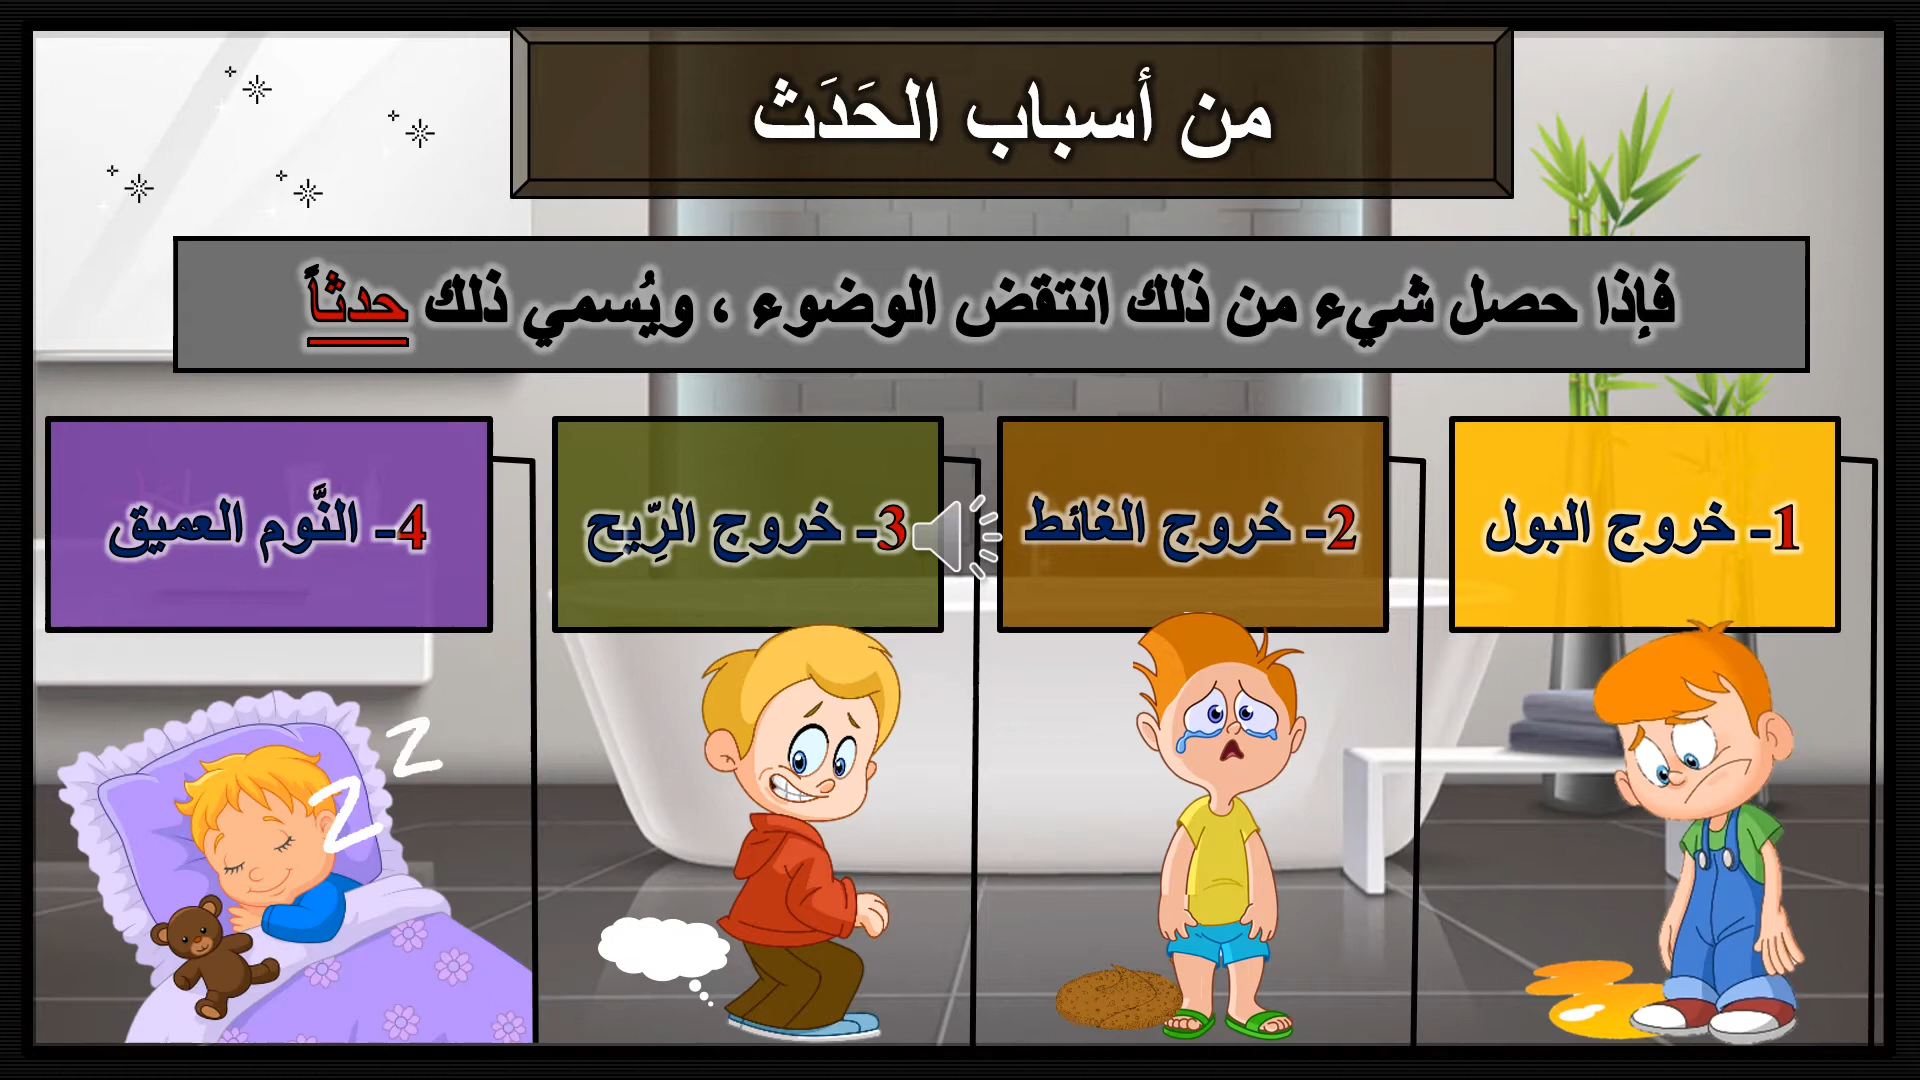 من أسباب الحَدَث
فإذا حصل شيء من ذلك انتقض الوضوء ، ويُسمي ذلك حدثاً
1- خروج البول
2- خروج الغائط
3- خروج الرِّيح
4- النَّوم العميق
Z
Z